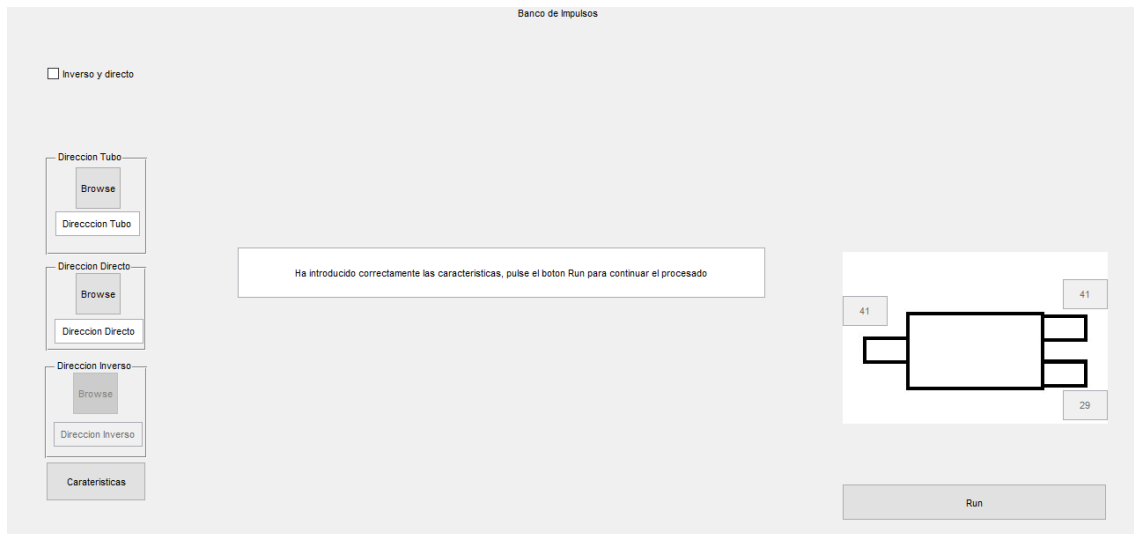 Banco de Impulsos
Inverso y directo
Direccion Tubo
Browse
Direcccion Tubo
Direccion Directo
Browse
Direccion Directo
Direccion Inverso
Browse
Direccion Inverso
Carateristicas
Ha introducido correctamente las caracteristicas, pulse el boton Run para continuar el procesado
41
41
29
Run